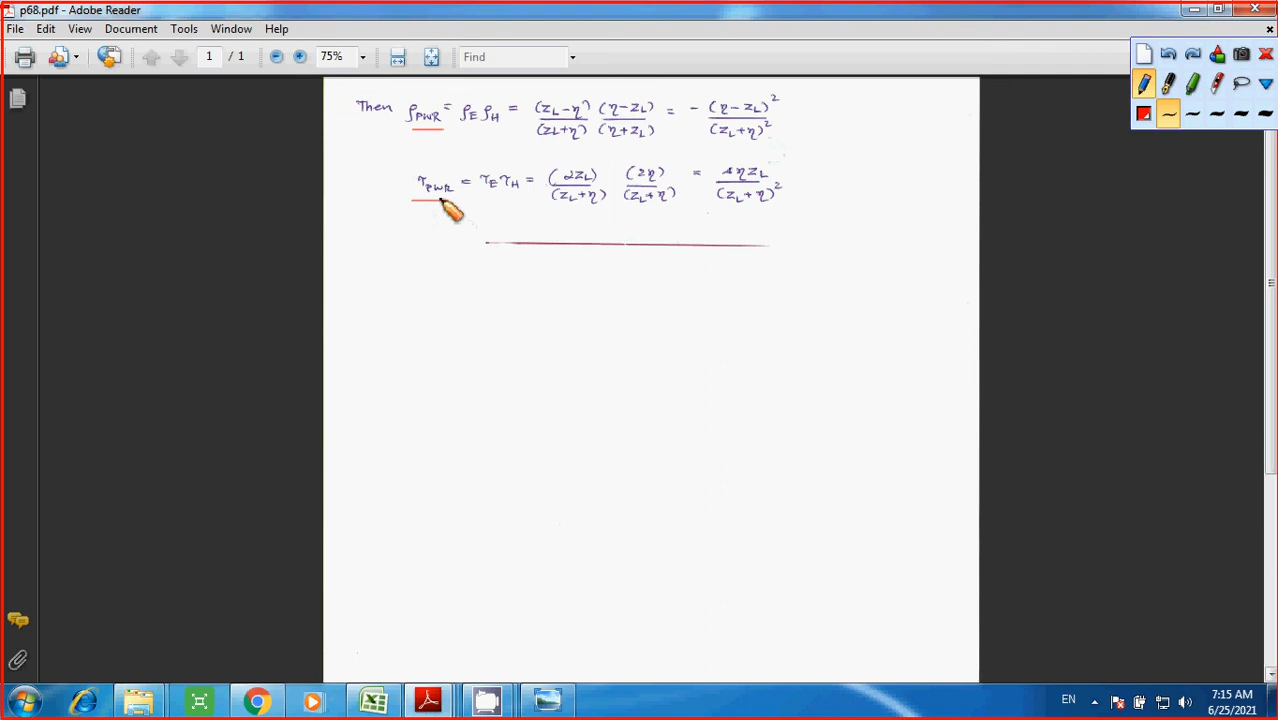 p68.pdf - Adobe Reader
File Edit View Document Tools Window Help
1 / 1 75% Find
Then ρPWR = ρE ρH = (ZL-η)/(ZL+η) (η-ZL)/(η+ZL) = - (η-ZL)²/(ZL+η)²
τPWR = τE τH = (2ZL)/(ZL+η) (2η)/(ZL+η) = 4ηZL/(ZL+η)²
EN 7:15 AM
6/25/2021